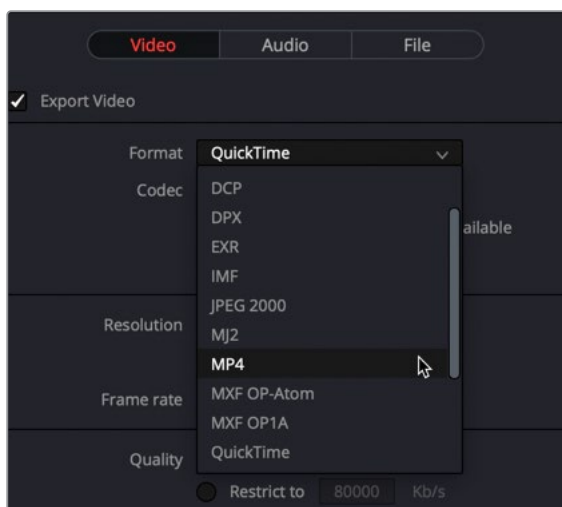 Video Audio File
Export Video
Format QuickTime
Codec
DCP
DPX
ailable
EXR
IMF
JPEG 2000
Resolution
MJ2
MP4
Frame rate
MXF OP-Atom
MXF OP1A
Quality
QuickTime
Restrict to 80000 Kb/s